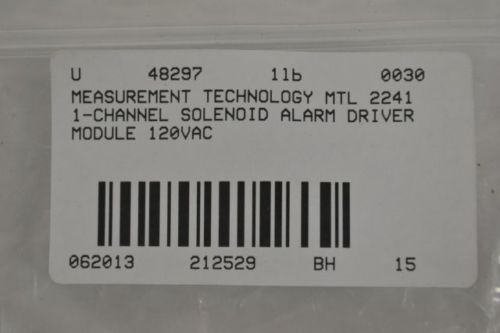 U 48297 1lb 0030
MEASUREMENT TECHNOLOGY MTL 2241
1-CHANNEL SOLENOID ALARM DRIVER
MODULE 120VAC
062013 212529 BH 15